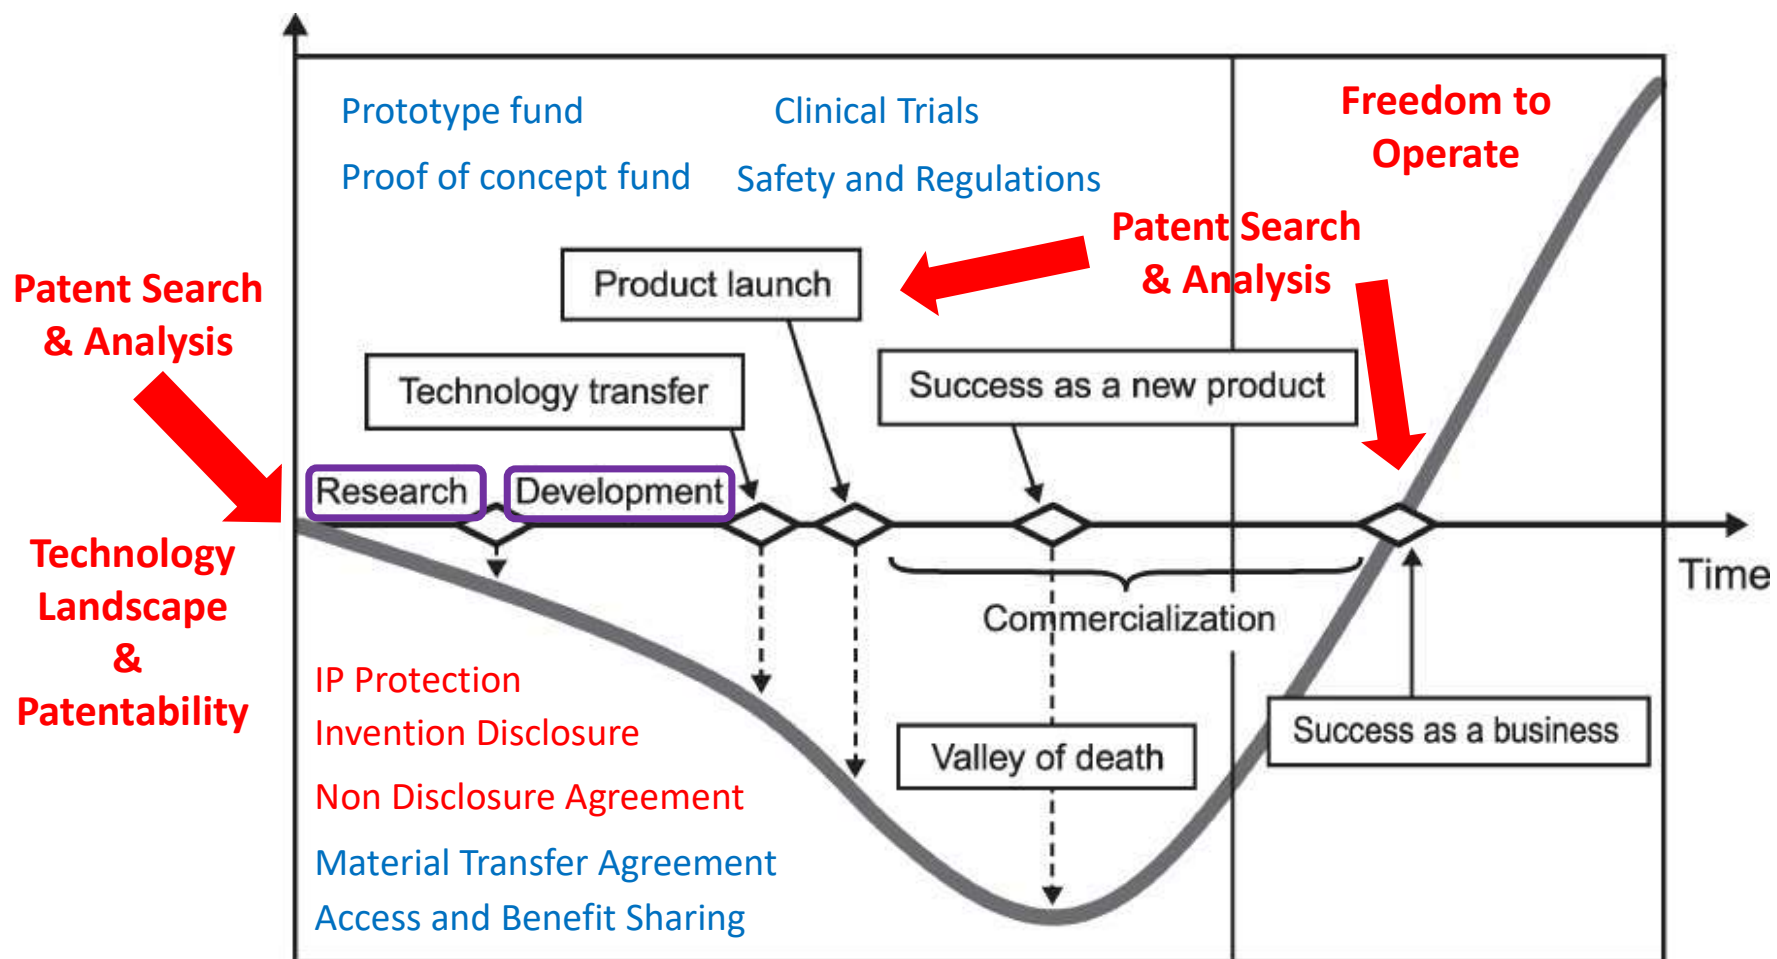 Prototype fund
Clinical Trials
Freedom to
Operate
Proof of concept fund
Safety and Regulations
Patent Search
& Analysis
Patent Search
& Analysis
Product launch
Technology transfer
Success as a new product
Research
Development
Time
Technology
Landscape
&
Patentability
Commercialization
IP Protection
Invention Disclosure
Non Disclosure Agreement
Material Transfer Agreement
Access and Benefit Sharing
Valley of death
Success as a business